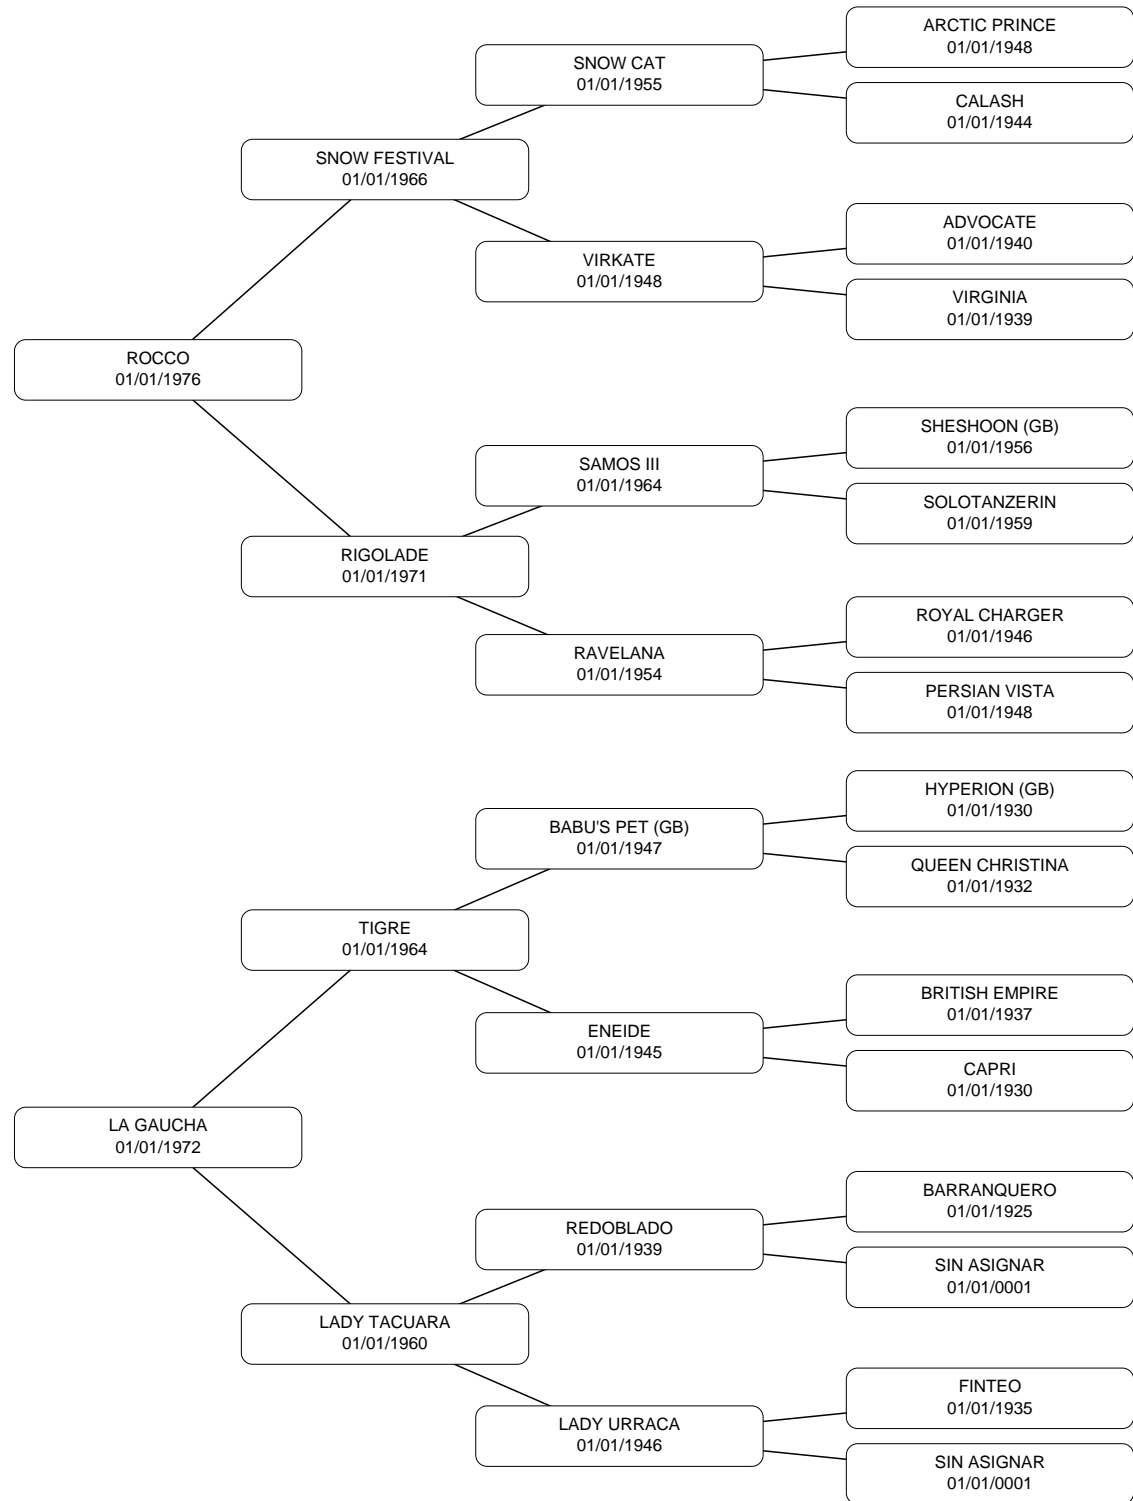 ARCTIC PRINCE
01/01/1948
SNOW CAT
01/01/1955
CALASH
01/01/1944
SNOW FESTIVAL
01/01/1966
ADVOCATE
01/01/1940
VIRKATE
01/01/1948
VIRGINIA
01/01/1939
ROCCO
01/01/1976
SHESHOON (GB)
01/01/1956
SAMOS III
01/01/1964
SOLOTANZERIN
01/01/1959
RIGOLADE
01/01/1971
ROYAL CHARGER
01/01/1946
RAVELANA
01/01/1954
PERSIAN VISTA
01/01/1948
HYPERION (GB)
01/01/1930
BABU'S PET (GB)
01/01/1947
QUEEN CHRISTINA
01/01/1932
TIGRE
01/01/1964
BRITISH EMPIRE
01/01/1937
ENEIDE
01/01/1945
CAPRI
01/01/1930
LA GAUCHA
01/01/1972
BARRANQUERO
01/01/1925
REDOBLADO
01/01/1939
SIN ASIGNAR
01/01/0001
LADY TACUARA
01/01/1960
FINTEO
01/01/1935
LADY URRACA
01/01/1946
SIN ASIGNAR
01/01/0001